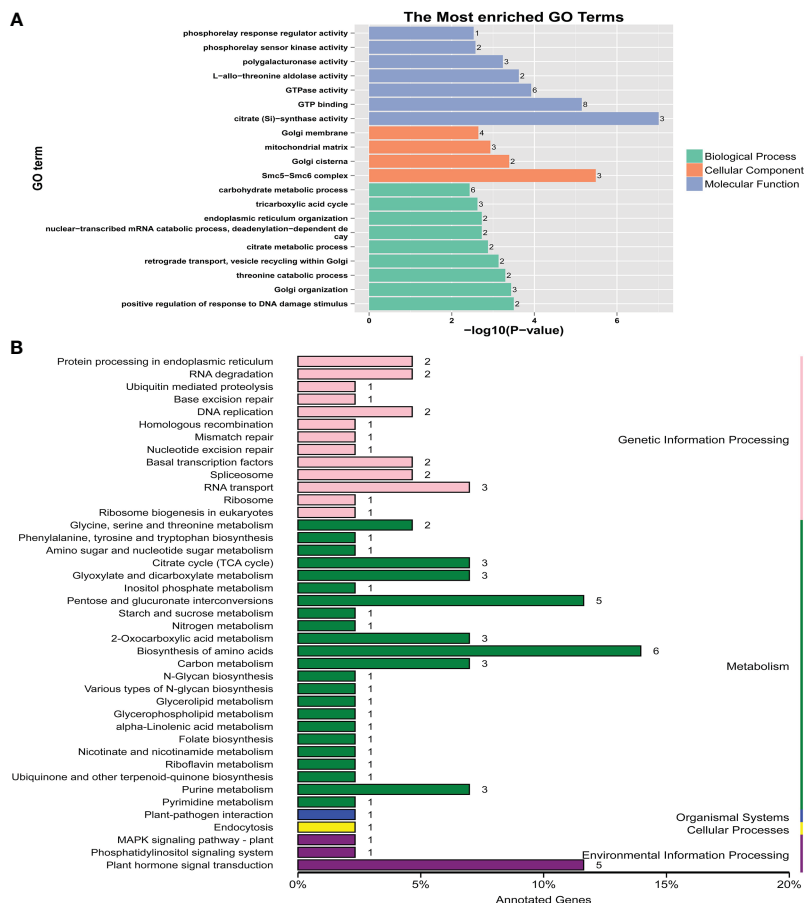 A
The Most enriched GO Terms
phosphorelay response regulator activity 1
phosphorelay sensor kinase activity 2
polygalacturonase activity 3
L−allo−threonine aldolase activity 2
GTPase activity 6
GTP binding 8
citrate (Si)−synthase activity 3
Golgi membrane 4
mitochondrial matrix 3
Golgi cisterna 2
Smc5−Smc6 complex 3
carbohydrate metabolic process 6
tricarboxylic acid cycle 3
endoplasmic reticulum organization 2
nuclear−transcribed mRNA catabolic process, deadenylation−dependent de
cay 2
citrate metabolic process 2
retrograde transport, vesicle recycling within Golgi 2
threonine catabolic process 2
Golgi organization 3
positive regulation of response to DNA damage stimulus 2
GO term
0 2 4 6
−log10(P−value)
Biological Process
Cellular Component
Molecular Function
B
Protein processing in endoplasmic reticulum 2
RNA degradation 2
Ubiquitin mediated proteolysis 1
Base excision repair 1
DNA replication 2
Homologous recombination 1
Mismatch repair 1
Nucleotide excision repair 1
Basal transcription factors 2
Spliceosome 2
RNA transport 3
Ribosome 1
Ribosome biogenesis in eukaryotes 1
Glycine, serine and threonine metabolism 2
Phenylalanine, tyrosine and tryptophan biosynthesis 1
Amino sugar and nucleotide sugar metabolism 1
Citrate cycle (TCA cycle) 3
Glyoxylate and dicarboxylate metabolism 3
Inositol phosphate metabolism 1
Pentose and glucuronate interconversions 5
Starch and sucrose metabolism 1
Nitrogen metabolism 1
2-Oxocarboxylic acid metabolism 3
Biosynthesis of amino acids 6
Carbon metabolism 3
N-Glycan biosynthesis 1
Various types of N-glycan biosynthesis 1
Glycerolipid metabolism 1
Glycerophospholipid metabolism 1
alpha-Linolenic acid metabolism 1
Folate biosynthesis 1
Nicotinate and nicotinamide metabolism 1
Riboflavin metabolism 1
Ubiquinone and other terpenoid-quinone biosynthesis 1
Purine metabolism 3
Pyrimidine metabolism 1
Plant-pathogen interaction 1
Endocytosis 1
MAPK signaling pathway - plant 1
Phosphatidylinositol signaling system 1
Plant hormone signal transduction 5
Genetic Information Processing
Metabolism
Organismal Systems
Cellular Processes
Environmental Information Processing
0% 5% 10% 15% 20%
Annotated Genes